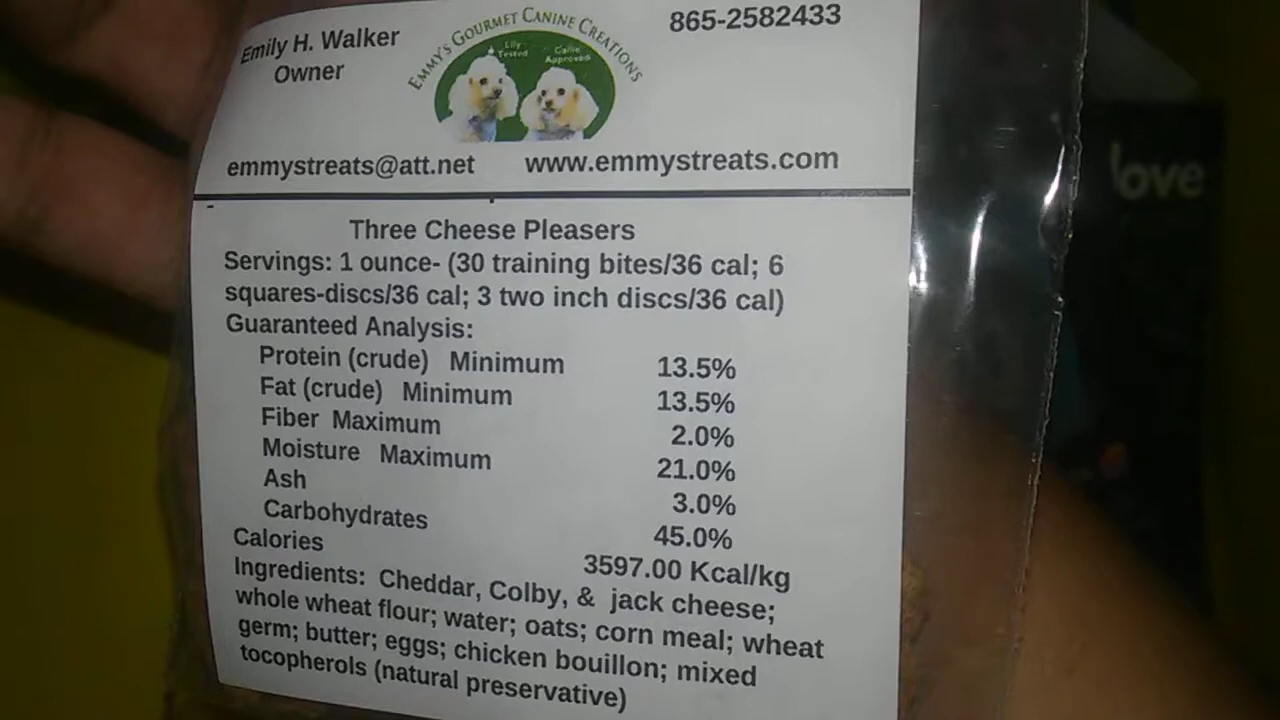 Emily H. Walker
Owner
EMMY'S GOURMET CANINE CREATIONS
Lily Tested
Callie Approved
865-2582433
emmystreats@att.net www.emmystreats.com
Three Cheese Pleasers
Servings: 1 ounce- (30 training bites/36 cal; 6
squares-discs/36 cal; 3 two inch discs/36 cal)
Guaranteed Analysis:
Protein (crude) Minimum 13.5%
Fat (crude) Minimum 13.5%
Fiber Maximum 2.0%
Moisture Maximum 21.0%
Ash 3.0%
Carbohydrates 45.0%
Calories 3597.00 Kcal/kg
Ingredients: Cheddar, Colby, & jack cheese;
whole wheat flour; water; oats; corn meal; wheat
germ; butter; eggs; chicken bouillon; mixed
tocopherols (natural preservative)
love